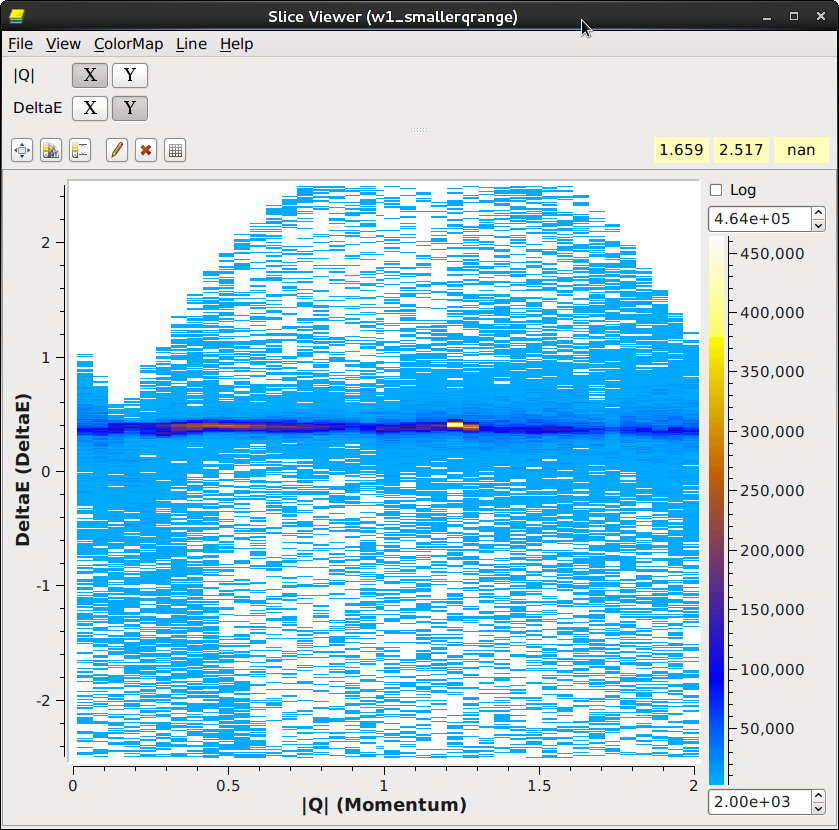 Slice Viewer (w1_smallerqrange)
File View ColorMap Line Help
|Q| X Y
DeltaE X Y
1.659 2.517 nan
Log
4.64e+05
450,000
400,000
350,000
300,000
250,000
200,000
150,000
100,000
50,000
2.00e+03
DeltaE (DeltaE)
2
1
0
-1
-2
0 0.5 1 1.5 2
|Q| (Momentum)